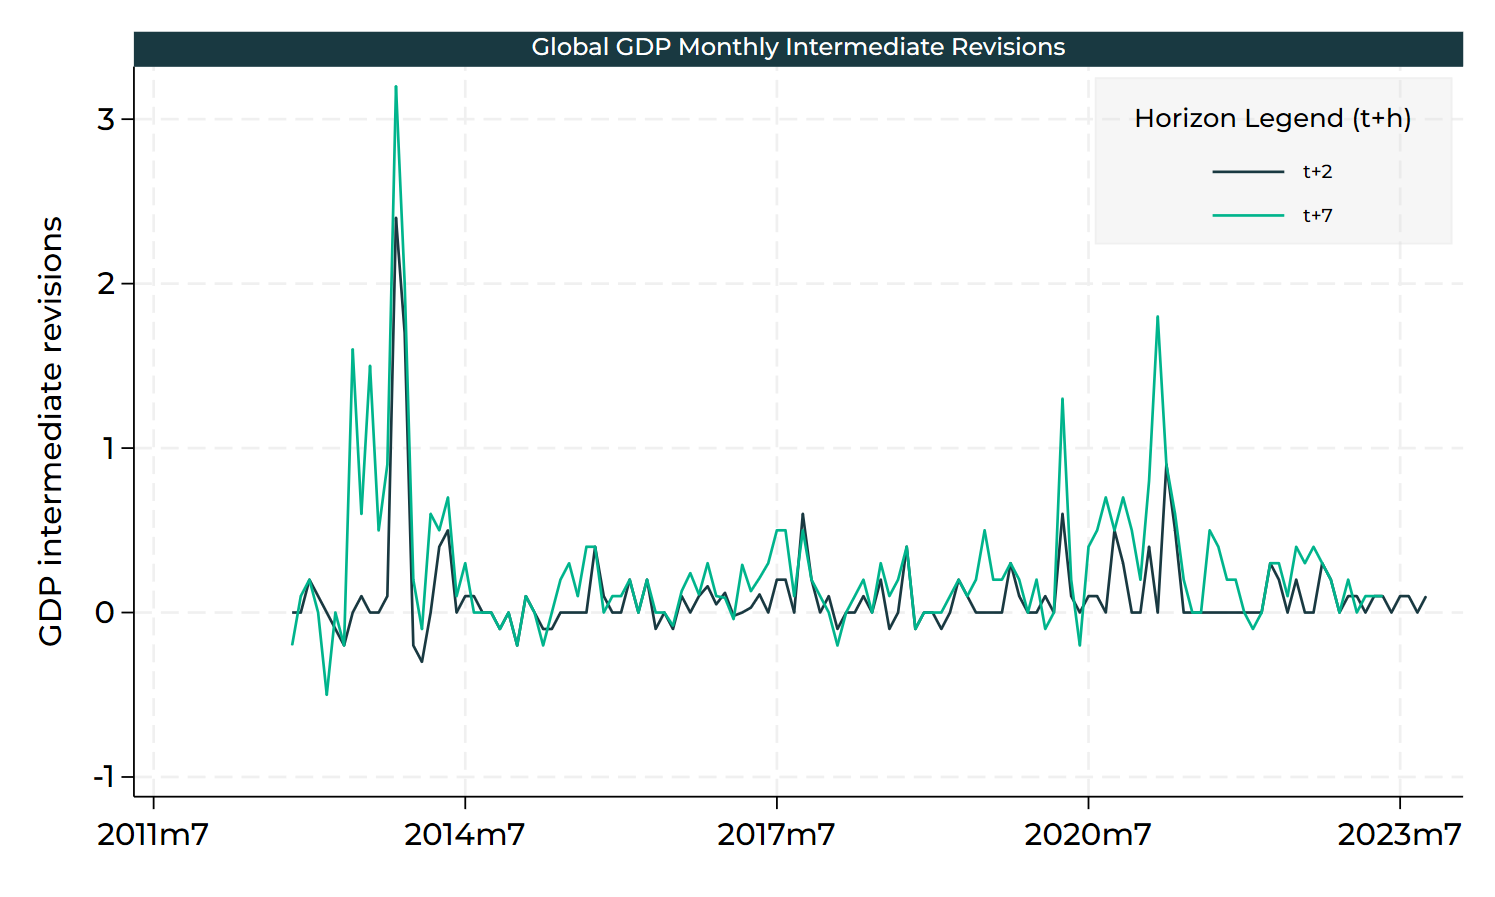 Global GDP Monthly Intermediate Revisions
Horizon Legend (t+h)
t+2
t+7
GDP intermediate revisions
3
2
1
0
-1
2011m7
2014m7
2017m7
2020m7
2023m7